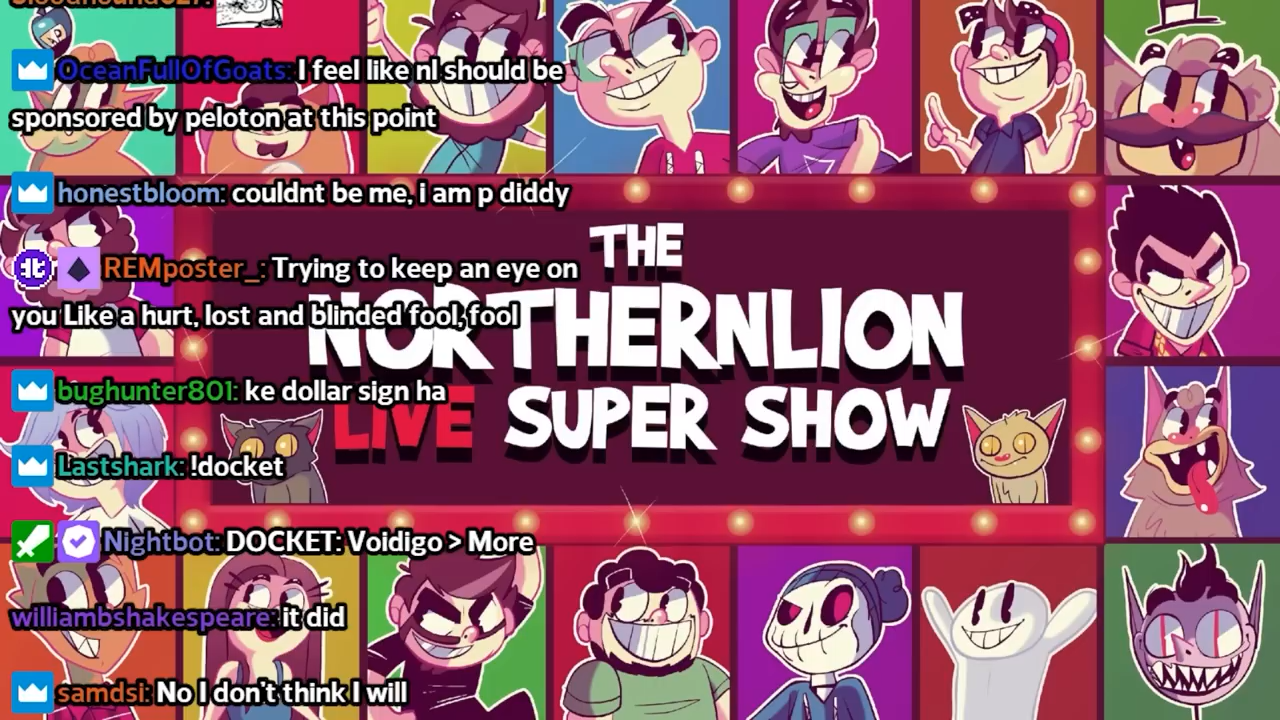 OceanFullOfGoats: I feel like nl should be
sponsored by peloton at this point
honestbloom: couldnt be me, i am p diddy
REMposter_: Trying to keep an eye on
you Like a hurt, lost and blinded fool, fool
bughunter801: ke dollar sign ha
Lastshark: !docket
Nightbot: DOCKET: Voidigo > More
williambshakespeare: it did
samdsi: No I don't think I will
THE
NORTHERNLION
LIVE SUPER SHOW